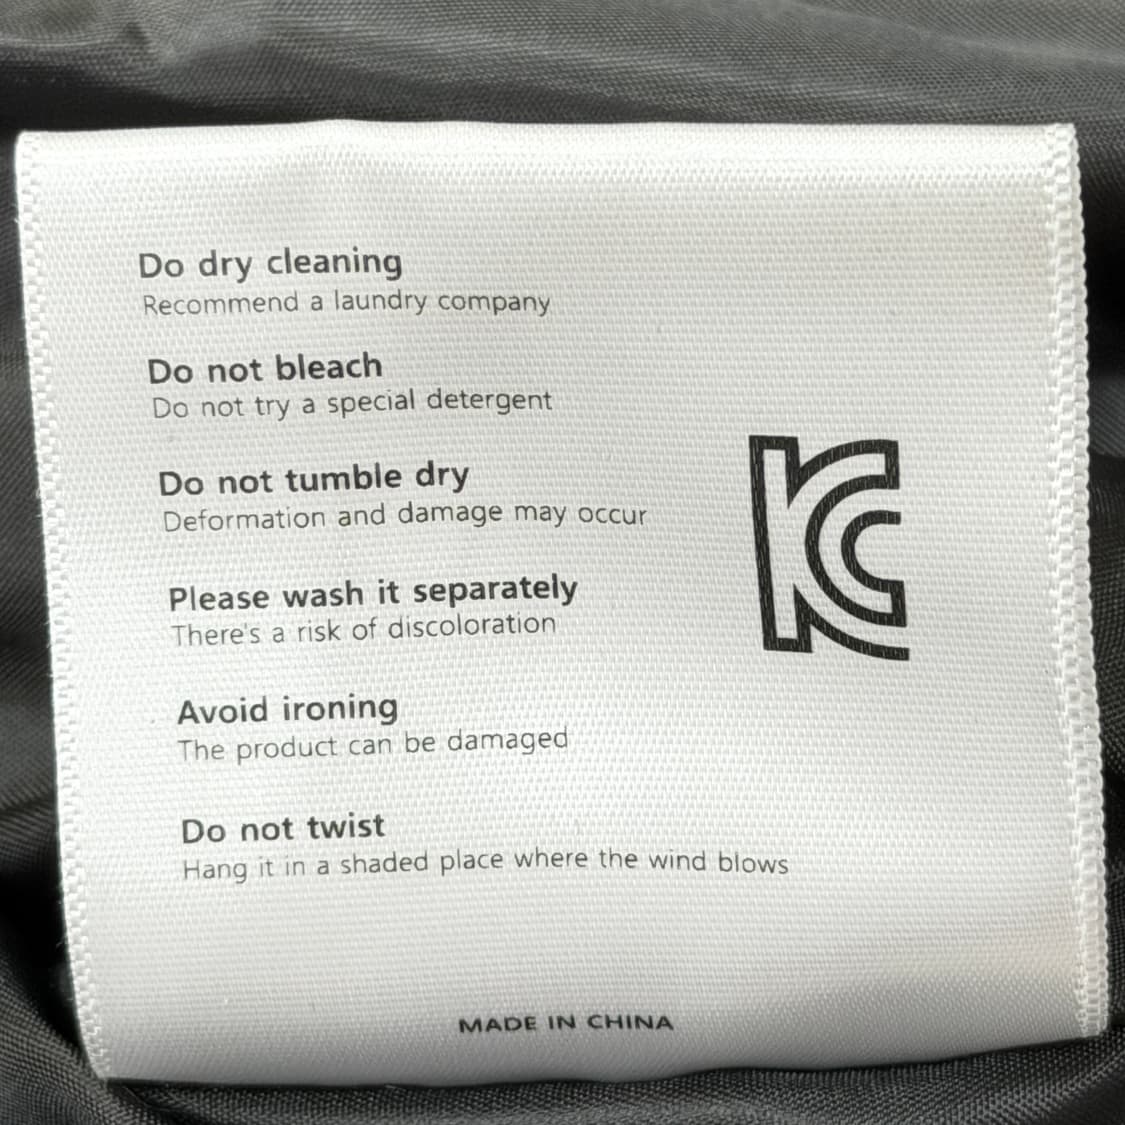 Do dry cleaning
Recommend a laundry company
Do not bleach
Do not try a special detergent
Do not tumble dry
Deformation and damage may occur
Please wash it separately
There's a risk of discoloration
Avoid ironing
The product can be damaged
Do not twist
Hang it in a shaded place where the wind blows
KC
MADE IN CHINA